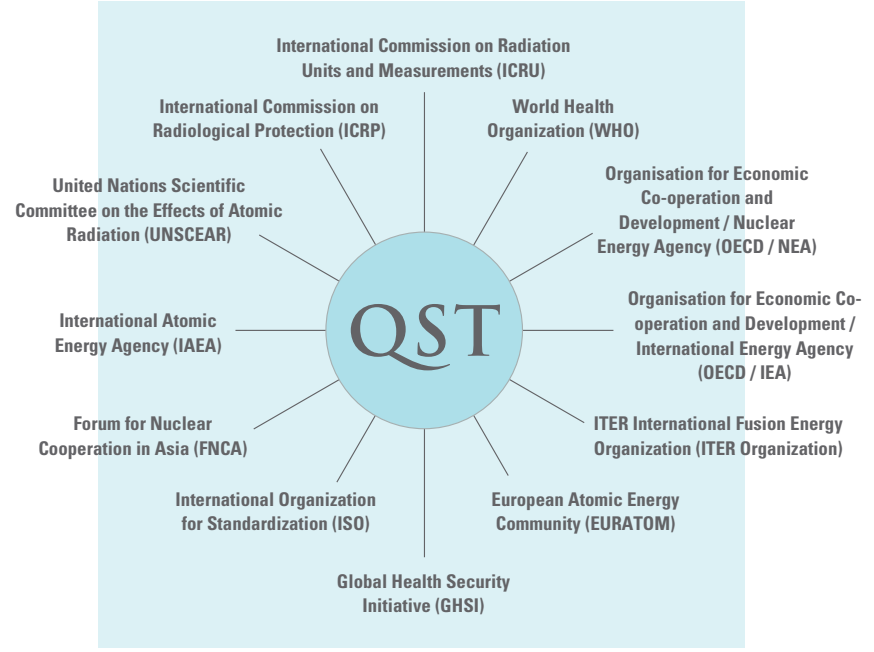 International Commission on Radiation
Units and Measurements (ICRU)
International Commission on
Radiological Protection (ICRP)
World Health
Organization (WHO)
United Nations Scientific
Committee on the Effects of Atomic
Radiation (UNSCEAR)
Organisation for Economic
Co-operation and
Development / Nuclear
Energy Agency (OECD / NEA)
QST
International Atomic
Energy Agency (IAEA)
Organisation for Economic Co-
operation and Development /
International Energy Agency
(OECD / IEA)
Forum for Nuclear
Cooperation in Asia (FNCA)
ITER International Fusion Energy
Organization (ITER Organization)
International Organization
for Standardization (ISO)
European Atomic Energy
Community (EURATOM)
Global Health Security
Initiative (GHSI)